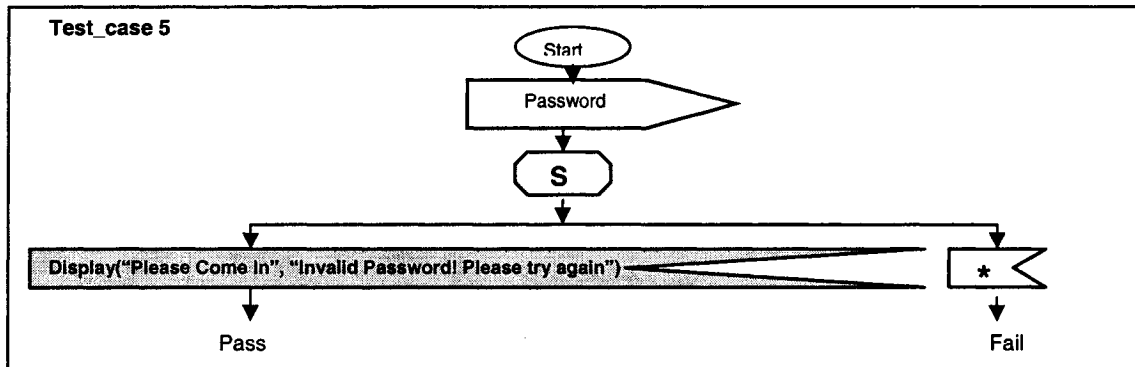 Test_case 5
Start
Password
S
Display("Please Come In", "Invalid Password! Please try again")
*
Pass
Fail